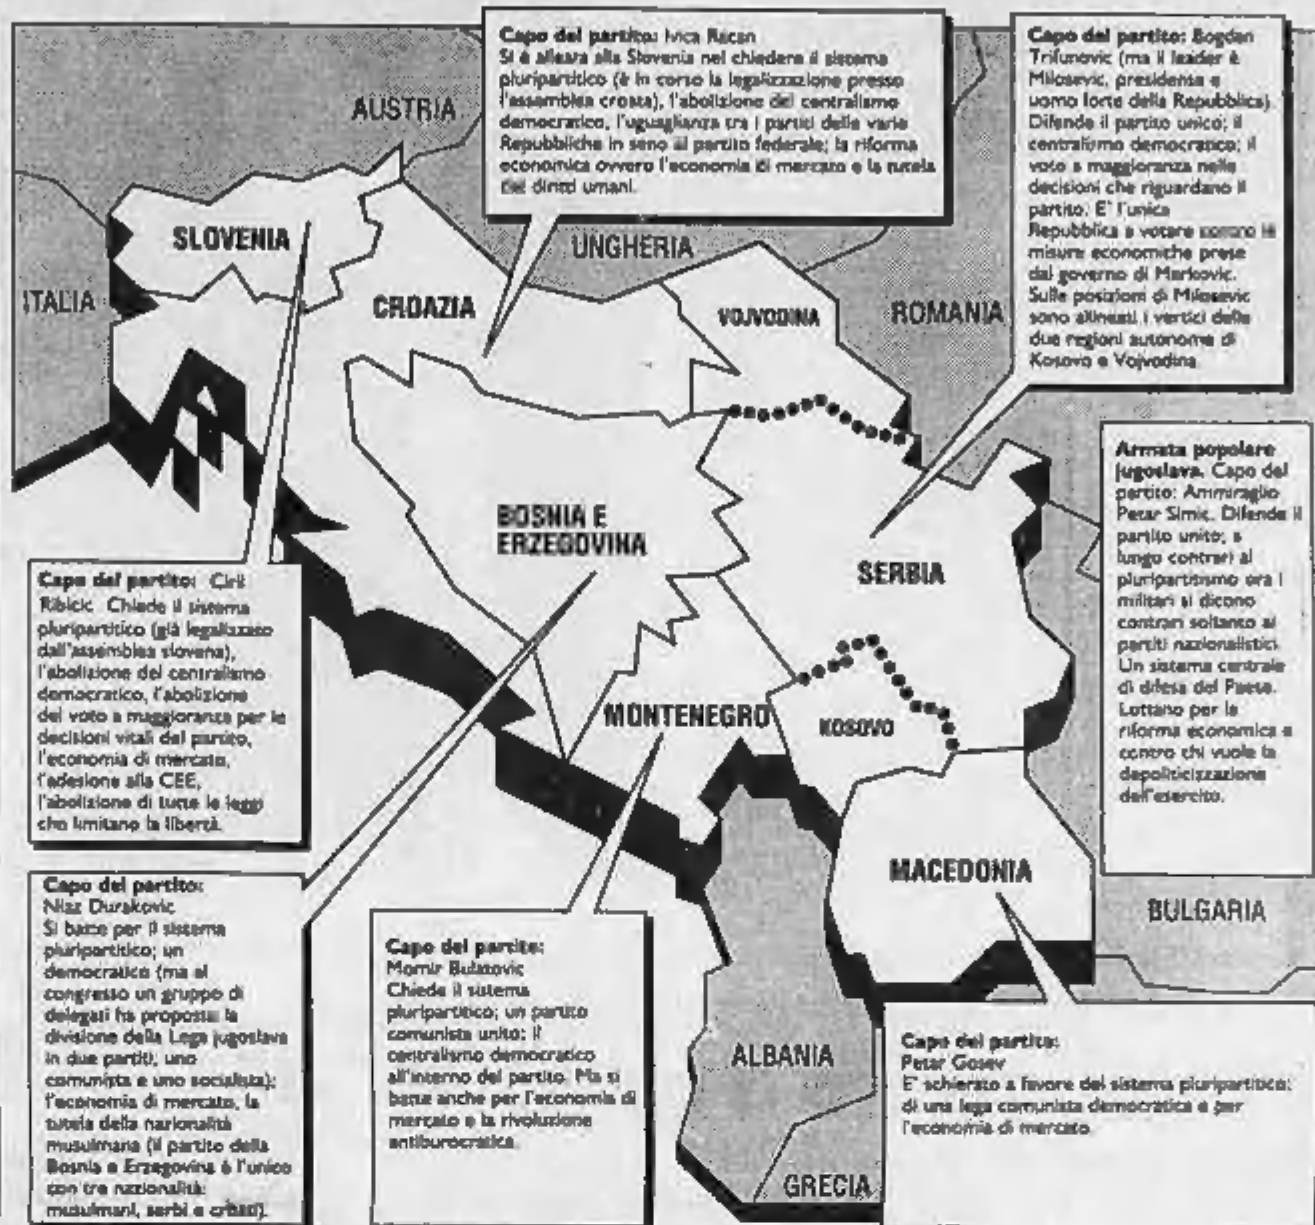 Capo del partito: Ivica Racan
Si è alleata alla Slovenia nel chiedere il sistema
pluripartitico (è in corso la legalizzazione presso
l'assemblea croata), l'abolizione del centralismo
democratico, l'uguaglianza tra i partiti delle varie
Repubbliche in seno al partito federale; la riforma
economica ovvero l'economia di mercato e la tutela
dei diritti umani.
Capo del partito: Bogdan
Trifunovic (ma il leader è
Milosevic, presidente e
uomo forte della Repubblica)
Difende il partito unico; il
centralismo democratico; il
voto a maggioranza nelle
decisioni che riguardano il
partito. E' l'unica
Repubblica a votare contro le
misure economiche prese
dal governo di Markovic.
Sulle posizioni di Milosevic
sono allineati i vertici delle
due regioni autonome di
Kosovo e Vojvodina.
AUSTRIA
SLOVENIA
UNGHERIA
ITALIA
CROAZIA
VOJVODINA
ROMANIA
Armata popolare
jugoslava. Capo del
partito: Ammiraglio
Petar Simic. Difende il
partito unito; a
lungo contrari al
pluripartitismo ora i
militari si dicono
contrari soltanto ai
partiti nazionalistici.
Un sistema centrale
di difesa del Paese.
Lottano per la
riforma economica e
contro chi vuole la
depoliticizzazione
dell'esercito.
BOSNIA E
ERZEGOVINA
SERBIA
Capo del partito: Ciril
Ribicic Chiede il sistema
pluripartitico (già legalizzato
dall'assemblea slovena),
l'abolizione del centralismo
democratico, l'abolizione
del voto a maggioranza per le
decisioni vitali del partito,
l'economia di mercato,
l'adesione alla CEE,
l'abolizione di tutte le leggi
che limitano la libertà.
MONTENEGRO
KOSOVO
MACEDONIA
BULGARIA
Capo del partito:
Niaz Durakovic
Si batte per il sistema
pluripartitico; un
democratico (ma al
congresso un gruppo di
delegati ha proposta la
divisione della Lega jugoslava
in due partiti, uno
comunista e uno socialista);
l'economia di mercato, la
tutela della nazionalità
musulmana (il partito della
Bosnia e Erzegovina è l'unico
con tre nazionalità:
musulmani, serbi e croati).
Capo del partito:
Momir Bulatovic
Chiede il sistema
pluripartitico; un partito
comunista unito; il
centralismo democratico
all'interno del partito. Ma si
batte anche per l'economia di
mercato e la rivoluzione
antiburocratica.
ALBANIA
GRECIA
Capo del partito:
Petar Gosev
E' schierato a favore del sistema pluripartitico;
di una lega comunista democratica e per
l'economia di mercato.